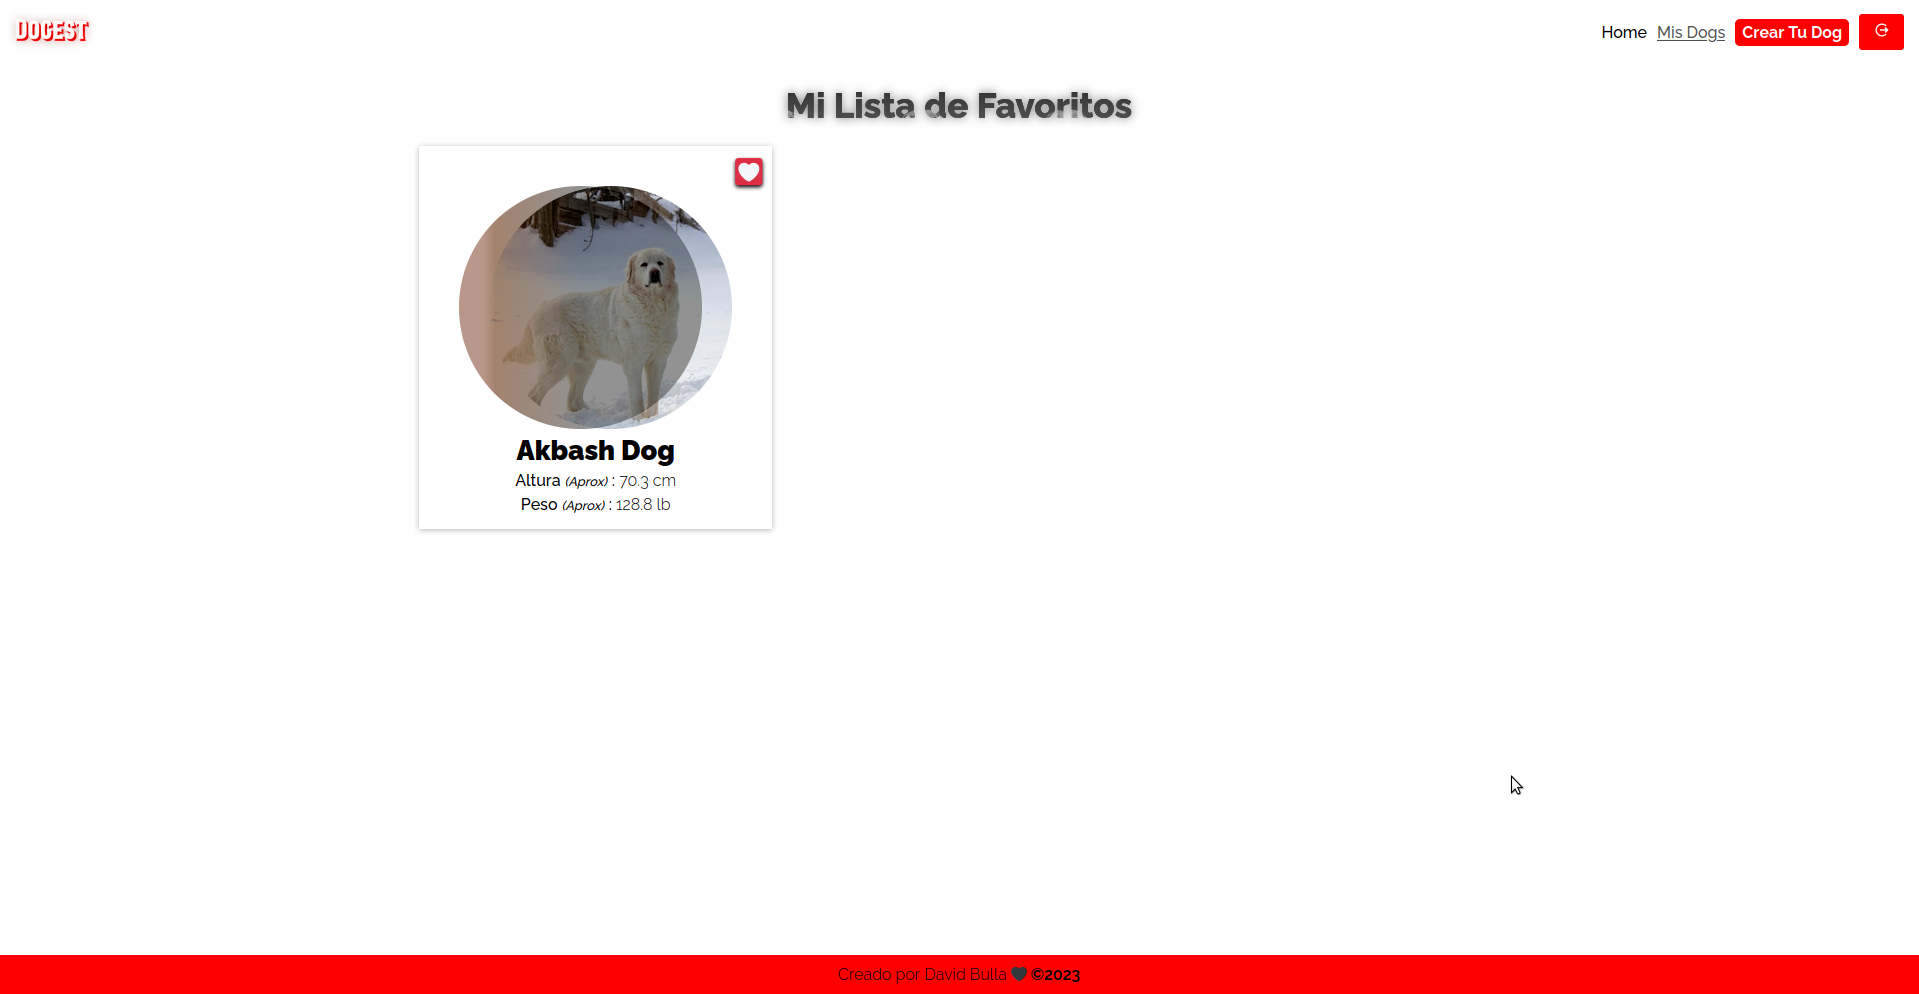 DOGEST
Home Mis Dogs Crear Tu Dog
Mi Lista de Favoritos
Akbash Dog
Altura (Aprox) : 70.3 cm
Peso (Aprox) : 128.8 lb
Creado por David Bulla 🖤 ©2023